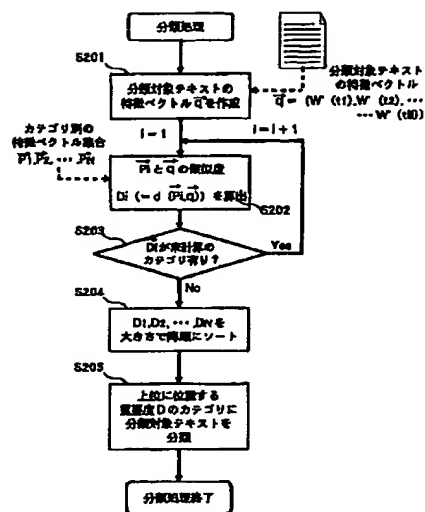 分類処理
S201
分類対象テキストの
特徴ベクトルqを作成
分類対象テキスト
の特徴ベクトル
q = (W (t1),W (t2),…
…W (tM))
i = 1
i = i + 1
カテゴリ別の
特徴ベクトル集合
P1,P2,…,PN
Piとqの類似度
Di (=d (Pi,q)) を算出
S202
S203
Diが未計算の
カテゴリ有り?
Yes
No
S204
D1,D2,…,DNを
大きさで降順にソート
S205
上位に位置する
類似度Dのカテゴリに
分類対象テキストを
分類
分類処理終了